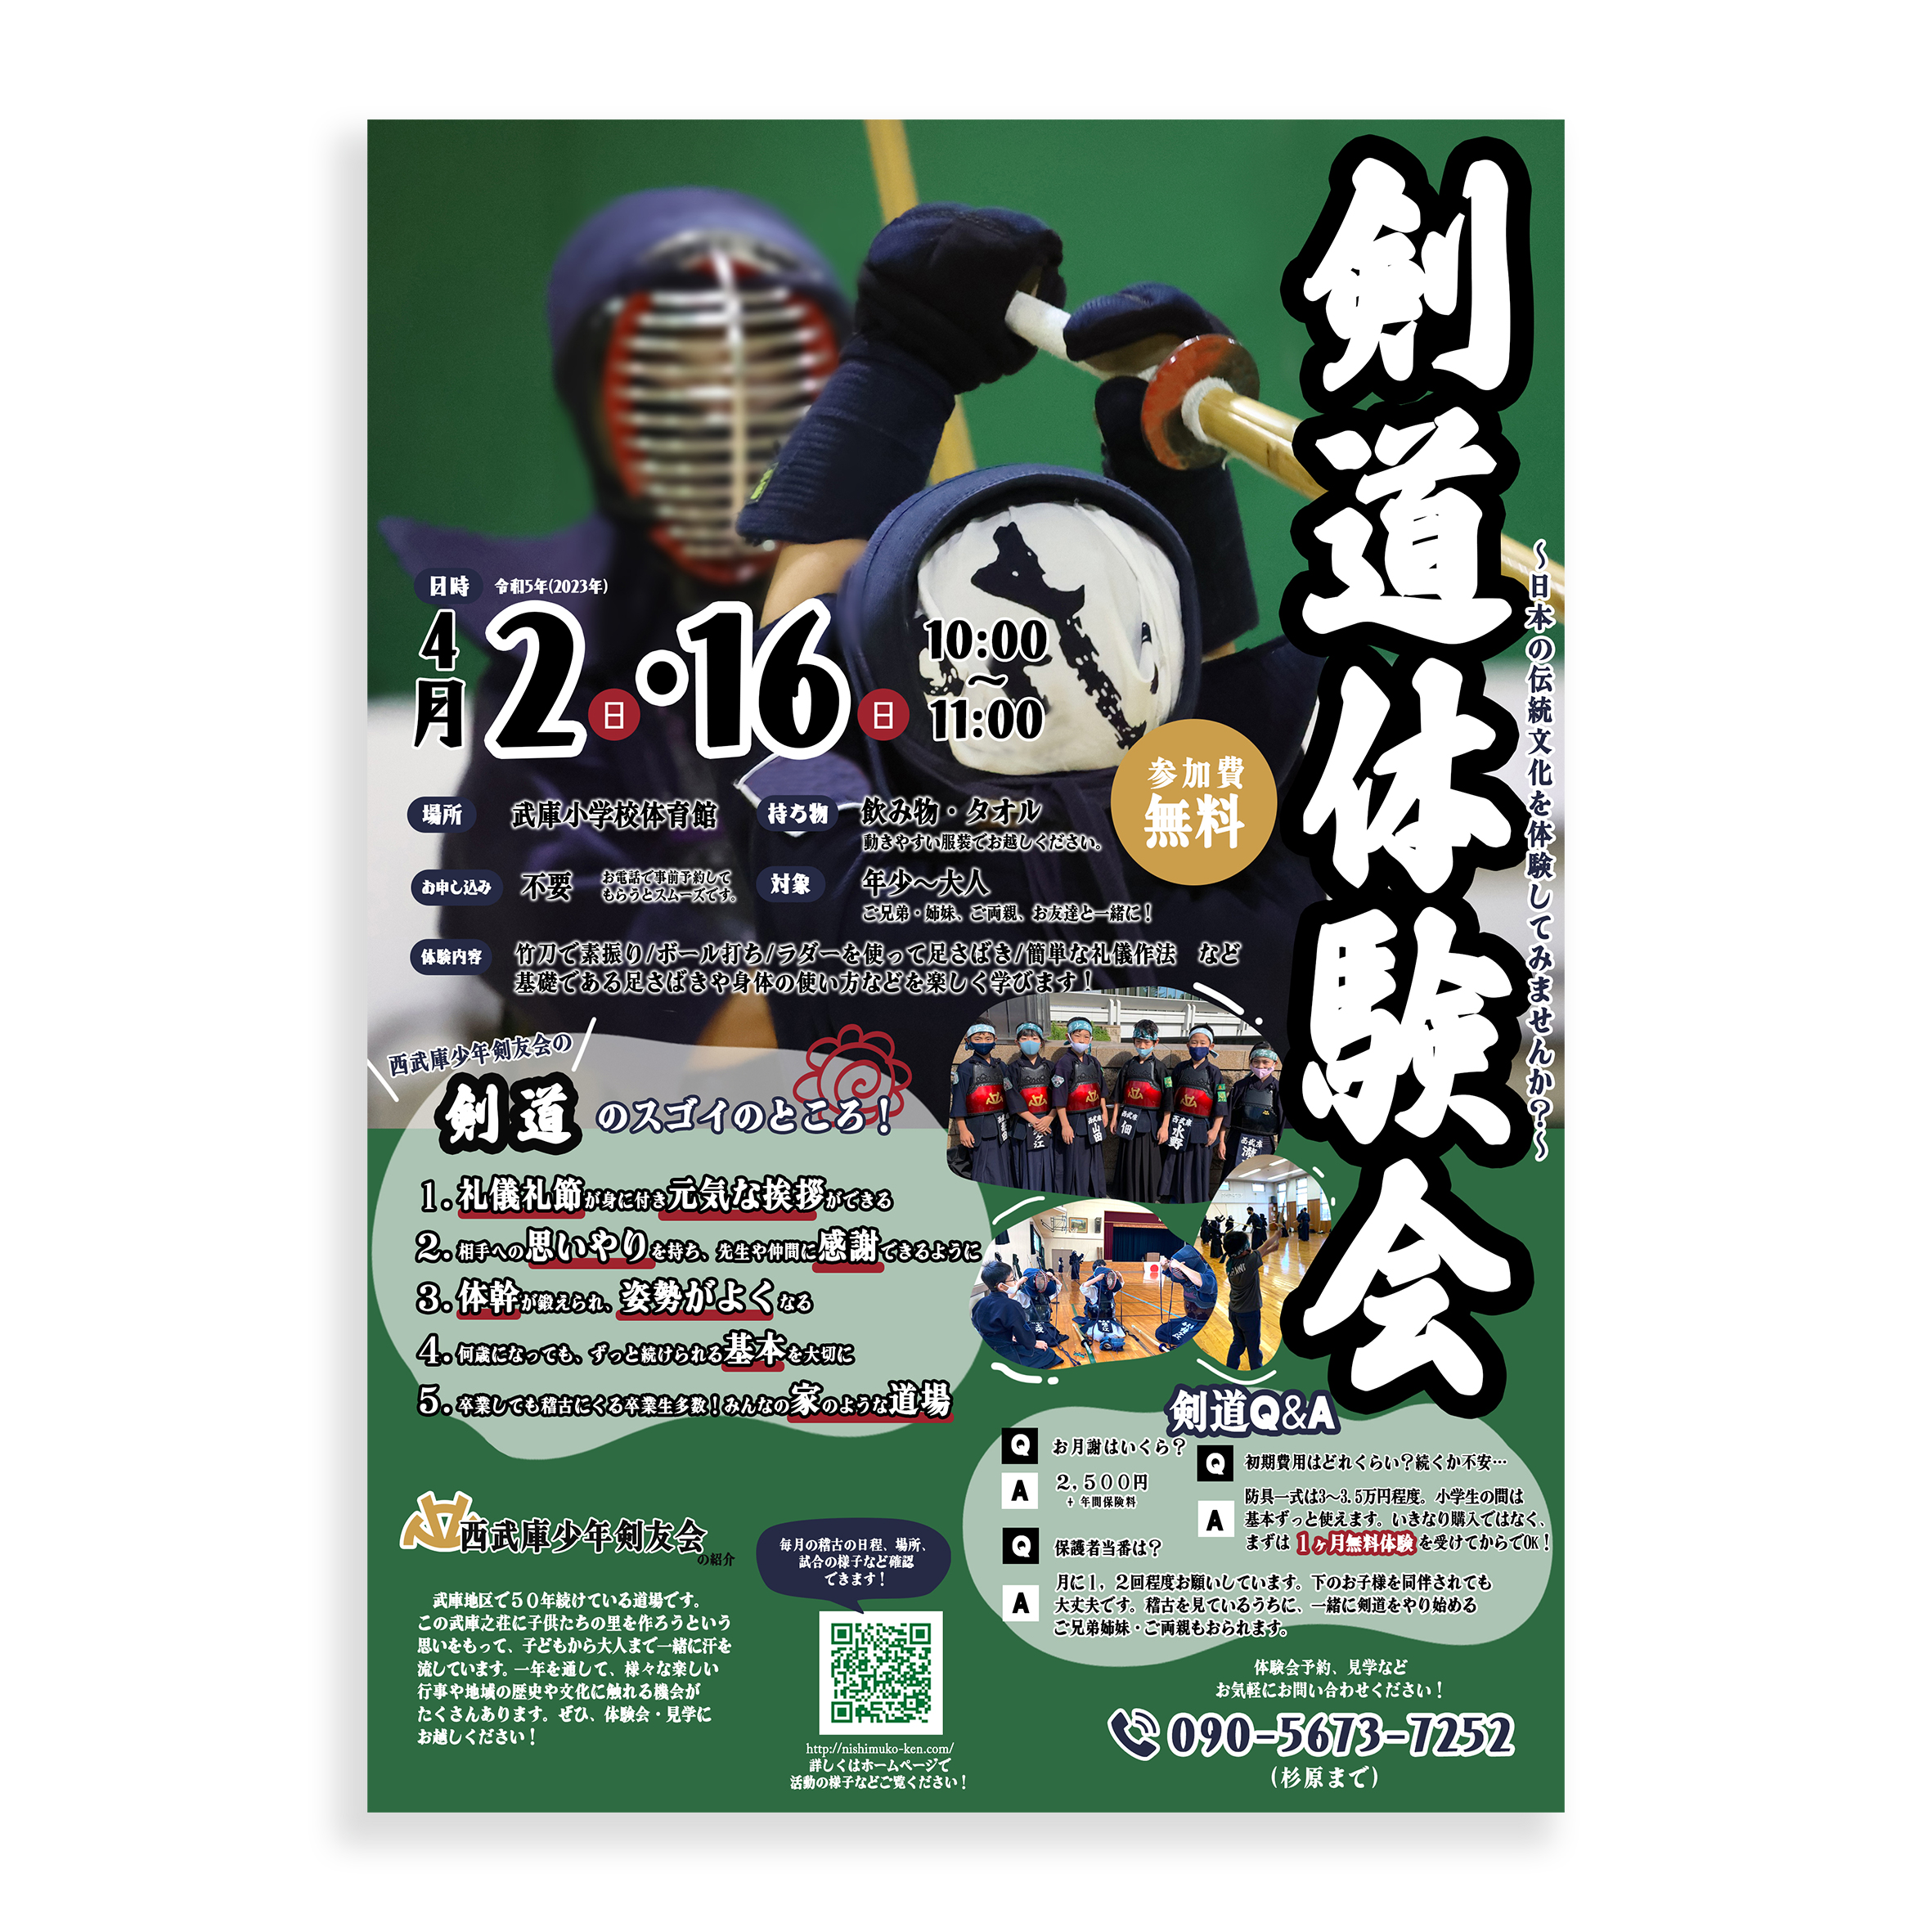 剣道体験会
～日本の伝統文化を体験してみませんか?～
日時
令和5年(2023年)
4月
2日・16日
10:00
～
11:00
参加費
無料
場所
武庫小学校体育館
持ち物
飲み物・タオル
動きやすい服装でお越しください。
お申し込み
不要
お電話で事前予約して
もらうとスムーズです。
対象
年少～大人
ご兄弟・姉妹、ご両親、お友達と一緒に！
体験内容
竹刀で素振り/ボール打ち/ラダーを使って足さばき/簡単な礼儀作法　など
基礎である足さばきや身体の使い方などを楽しく学びます！
西武庫少年剣友会の
剣道のスゴイのところ！
1.礼儀礼節が身に付き元気な挨拶ができる
2.相手への思いやりを持ち、先生や仲間に感謝できるように
3.体幹が鍛えられ、姿勢がよくなる
4.何歳になっても、ずっと続けられる基本を大切に
5.卒業しても稽古にくる卒業生多数！みんなの家のような道場
山田
佃
西武庫
水野
剣道Q&A
Q
お月謝はいくら？
A
2,500円
+ 年間保険料
Q
保護者当番は？
A
月に1，2回程度お願いしています。下のお子様を同伴されても
大丈夫です。稽古を見ているうちに、一緒に剣道をやり始める
ご兄弟姉妹・ご両親もおられます。
Q
初期費用はどれくらい？続くか不安…
A
防具一式は3～3.5万円程度。小学生の間は
基本ずっと使えます。いきなり購入ではなく、
まずは1ヶ月無料体験を受けてからでOK！
西武庫少年剣友会
の紹介
武庫地区で50年続けている道場です。
この武庫之荘に子供たちの里を作ろうという
思いをもって、子どもから大人まで一緒に汗を
流しています。一年を通して、様々な楽しい
行事や地域の歴史や文化に触れる機会が
たくさんあります。ぜひ、体験会・見学に
お越しください！
毎月の稽古の日程、場所、
試合の様子など確認
できます！
http://nishimuko-ken.com/
詳しくはホームページで
活動の様子などご覧ください！
体験会予約、見学など
お気軽にお問い合わせください！
090-5673-7252
(杉原まで)